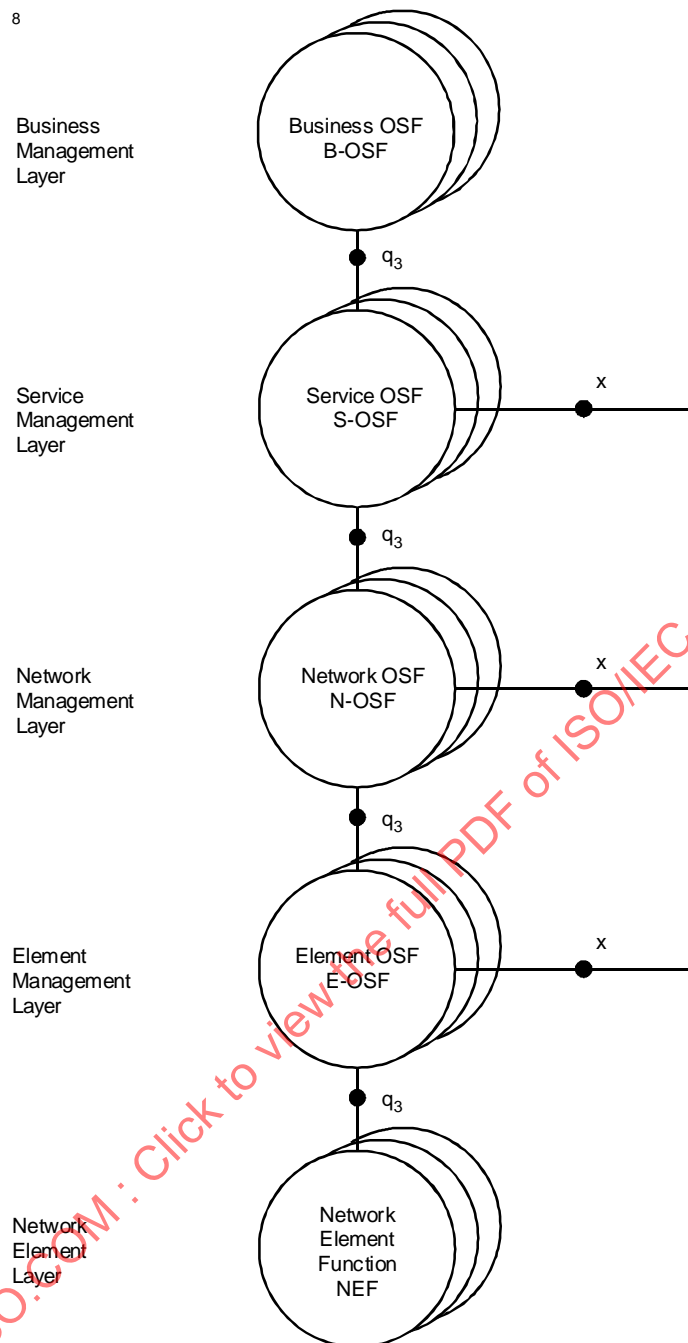 8
Business
Management
Layer
Business OSF
B-OSF
q3
Service
Management
Layer
Service OSF
S-OSF
x
q3
Network
Management
Layer
Network OSF
N-OSF
x
q3
Element
Management
Layer
Element OSF
E-OSF
x
q3
Network
Element
Layer
Network
Element
Function
NEF
O.COM : Click to view the full PDF of ISO/IEC